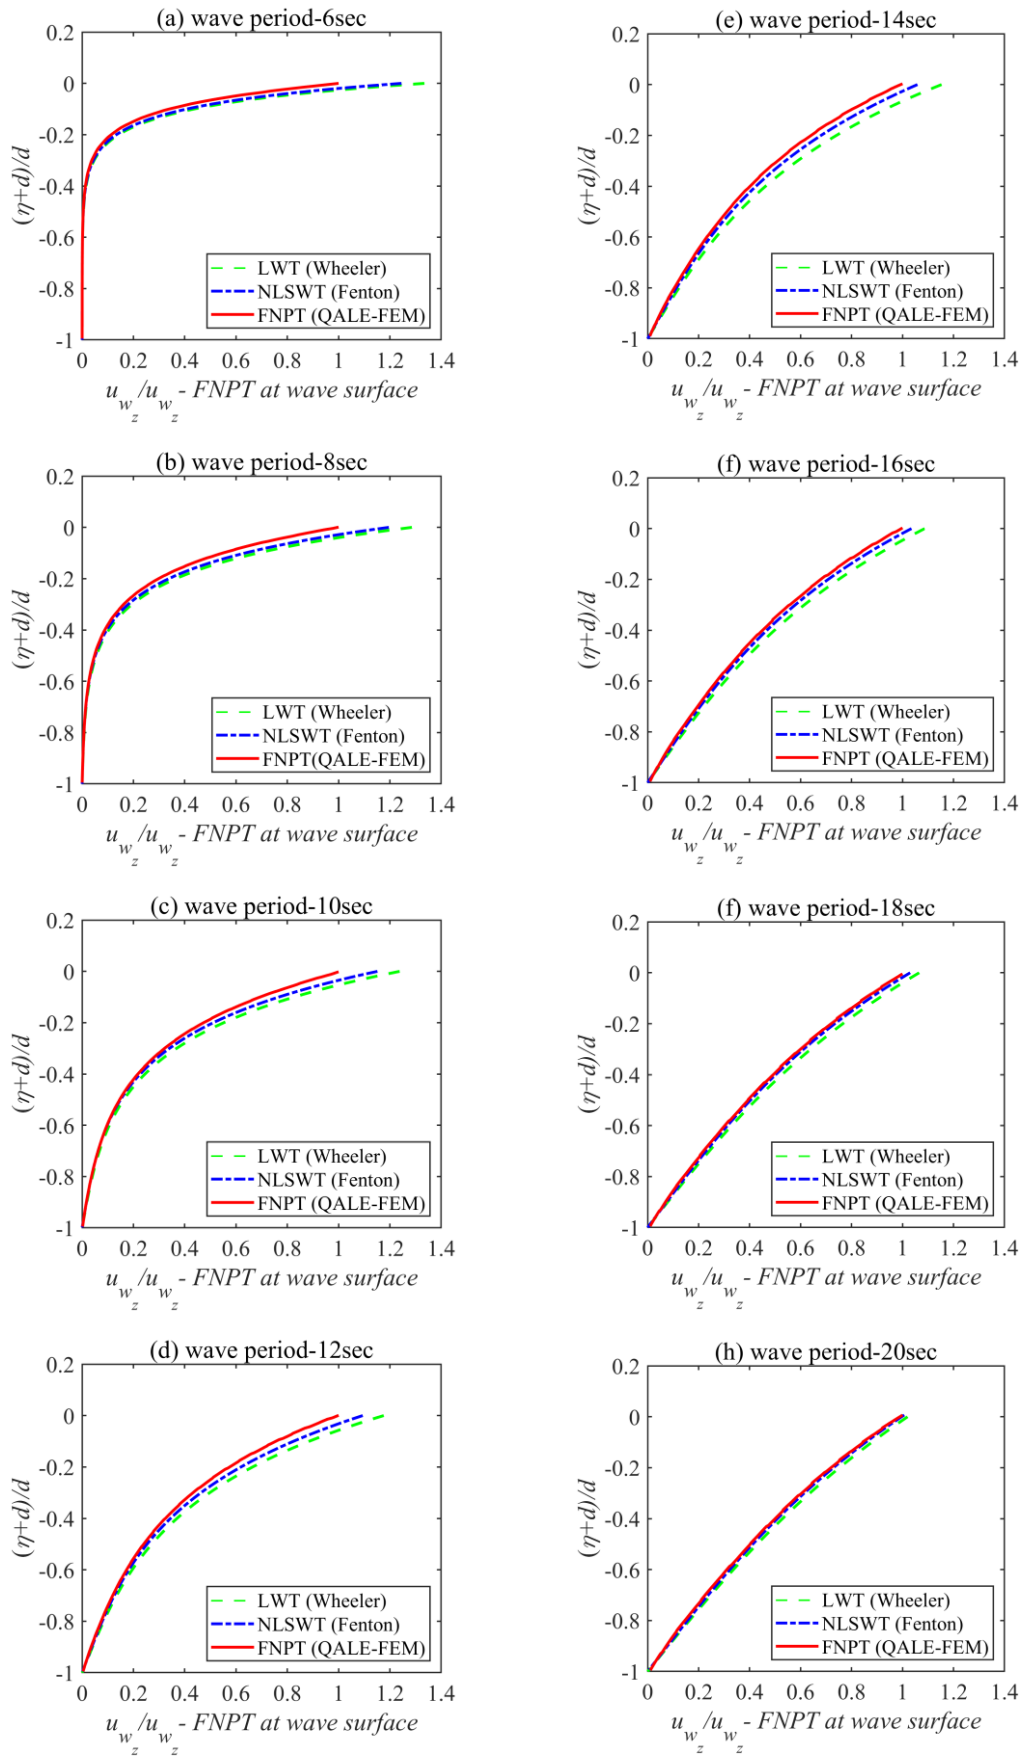 (a) wave period-6sec
0.2
0
-0.2
-0.4
-0.6
-0.8
-1
(η+d)/d
LWT (Wheeler)
NLSWT (Fenton)
FNPT (QALE-FEM)
0 0.2 0.4 0.6 0.8 1 1.2 1.4
u_w_z/u_w_z - FNPT at wave surface
(b) wave period-8sec
0.2
0
-0.2
-0.4
-0.6
-0.8
-1
(η+d)/d
LWT (Wheeler)
NLSWT (Fenton)
FNPT(QALE-FEM)
0 0.2 0.4 0.6 0.8 1 1.2 1.4
u_w_z/u_w_z - FNPT at wave surface
(c) wave period-10sec
0.2
0
-0.2
-0.4
-0.6
-0.8
-1
(η+d)/d
LWT (Wheeler)
NLSWT (Fenton)
FNPT (QALE-FEM)
0 0.2 0.4 0.6 0.8 1 1.2 1.4
u_w_z/u_w_z - FNPT at wave surface
(d) wave period-12sec
0.2
0
-0.2
-0.4
-0.6
-0.8
-1
(η+d)/d
LWT (Wheeler)
NLSWT (Fenton)
FNPT (QALE-FEM)
0 0.2 0.4 0.6 0.8 1 1.2 1.4
u_w_z/u_w_z - FNPT at wave surface
(e) wave period-14sec
0.2
0
-0.2
-0.4
-0.6
-0.8
-1
(η+d)/d
LWT (Wheeler)
NLSWT (Fenton)
FNPT (QALE-FEM)
0 0.2 0.4 0.6 0.8 1 1.2 1.4
u_w_z/u_w_z - FNPT at wave surface
(f) wave period-16sec
0.2
0
-0.2
-0.4
-0.6
-0.8
-1
(η+d)/d
LWT (Wheeler)
NLSWT (Fenton)
FNPT (QALE-FEM)
0 0.2 0.4 0.6 0.8 1 1.2 1.4
u_w_z/u_w_z - FNPT at wave surface
(f) wave period-18sec
0.2
0
-0.2
-0.4
-0.6
-0.8
-1
(η+d)/d
LWT (Wheeler)
NLSWT (Fenton)
FNPT (QALE-FEM)
0 0.2 0.4 0.6 0.8 1 1.2 1.4
u_w_z/u_w_z - FNPT at wave surface
(h) wave period-20sec
0.2
0
-0.2
-0.4
-0.6
-0.8
-1
(η+d)/d
LWT (Wheeler)
NLSWT (Fenton)
FNPT (QALE-FEM)
0 0.2 0.4 0.6 0.8 1 1.2 1.4
u_w_z/u_w_z - FNPT at wave surface